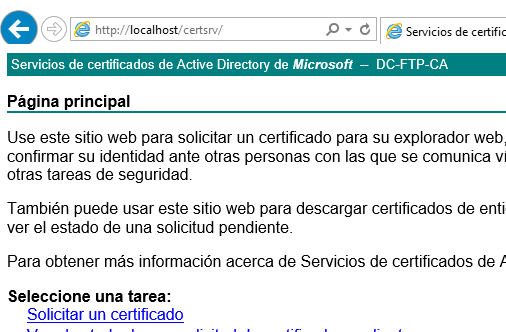 http://localhost/certsrv/
Servicios de certific
Servicios de certificados de Active Directory de Microsoft -- DC-FTP-CA
Página principal
Use este sitio web para solicitar un certificado para su explorador web,
confirmar su identidad ante otras personas con las que se comunica
otras tareas de seguridad.
También puede usar este sitio web para descargar certificados de enti
ver el estado de una solicitud pendiente.
Para obtener más información acerca de Servicios de certificados de A
Seleccione una tarea:
Solicitar un certificado